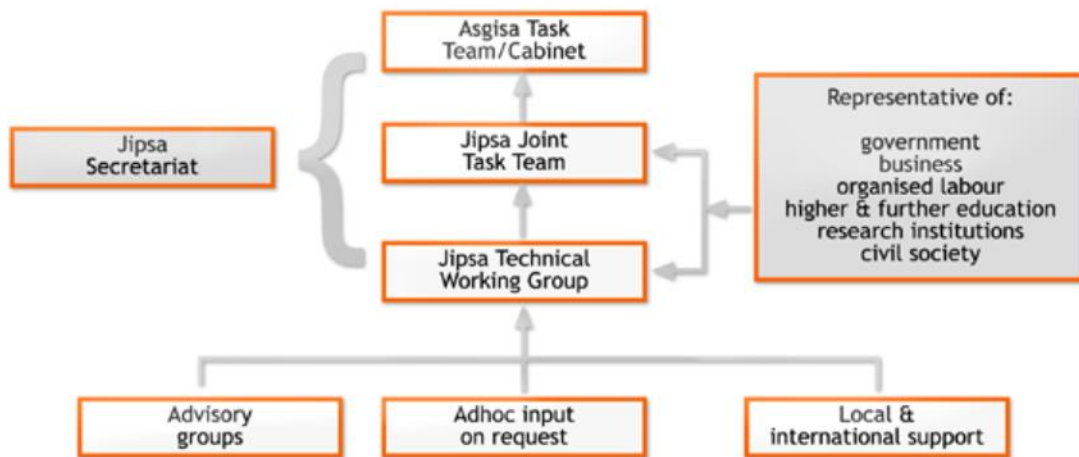 Asgisa Task
Team/Cabinet
Jipsa
Secretariat
Jipsa Joint
Task Team
Jipsa Technical
Working Group
Representative of:
government
business
organised labour
higher & further education
research institutions
civil society
Advisory
groups
Adhoc input
on request
Local &
international support